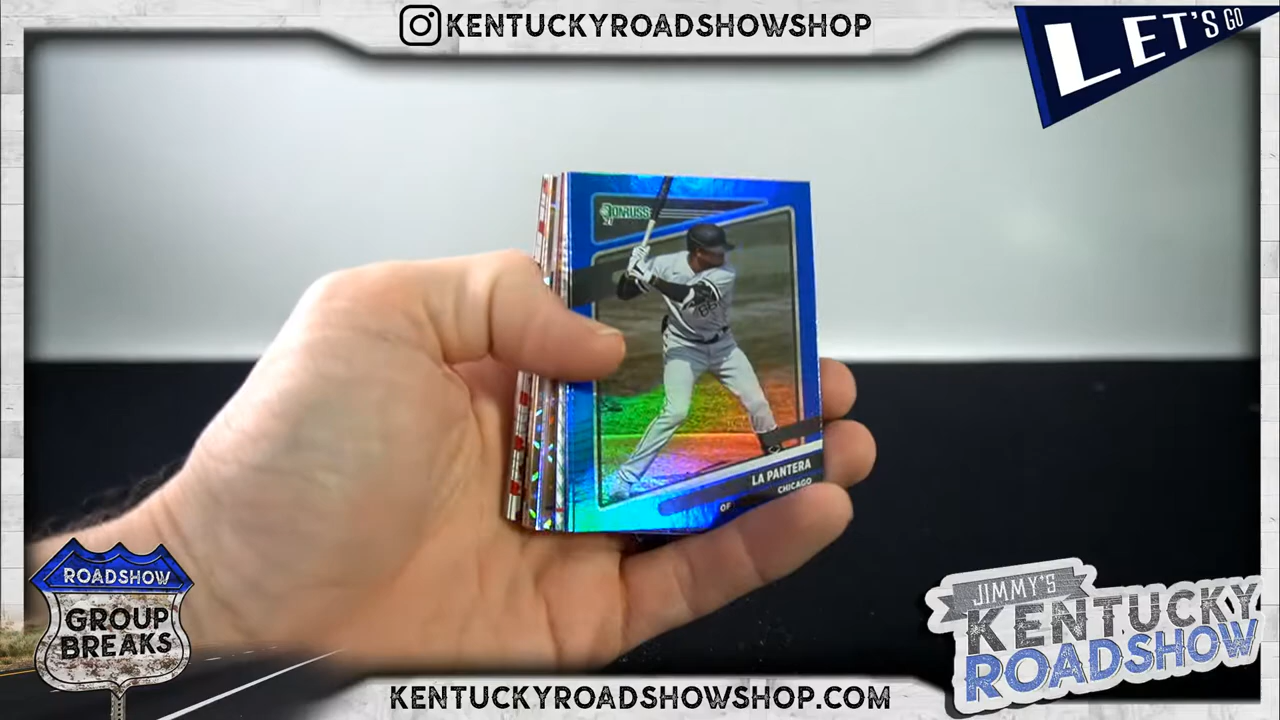 KENTUCKYROADSHOWSHOP
LET'S GO
DONRUSS
LA PANTERA
CHICAGO
OF
ROADSHOW
GROUP
BREAKS
JIMMY'S
KENTUCKY
ROADSHOW
KENTUCKYROADSHOWSHOP.COM